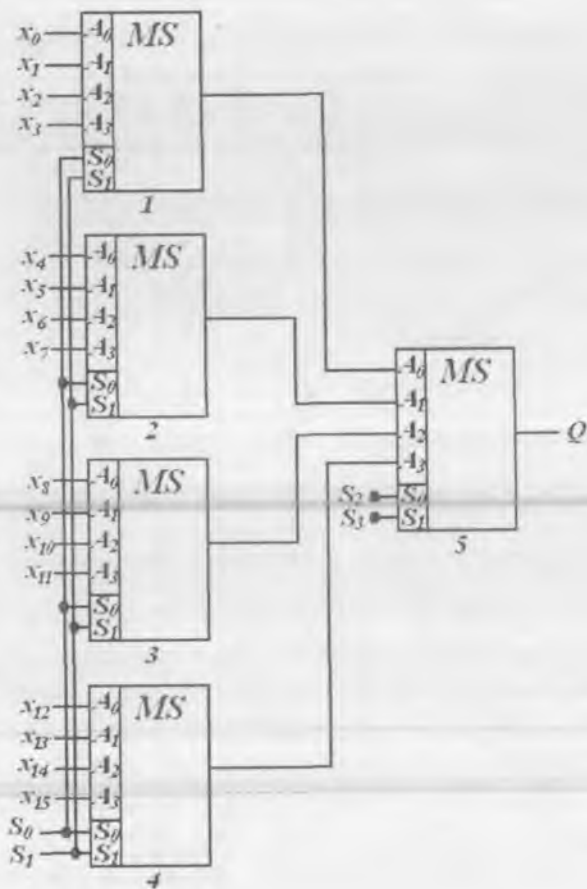 x0 A0 MS
x1 A1
x2 A2
x3 A3
S0
S1
1
x4 A0 MS
x5 A1
x6 A2
x7 A3
S0
S1
2
A0 MS
A1
A2 Q
A3
S2 S0
S3 S1
5
x8 A0 MS
x9 A1
x10 A2
x11 A3
S0
S1
3
x12 A0 MS
x13 A1
x14 A2
x15 A3
S0 S0
S1 S1
4